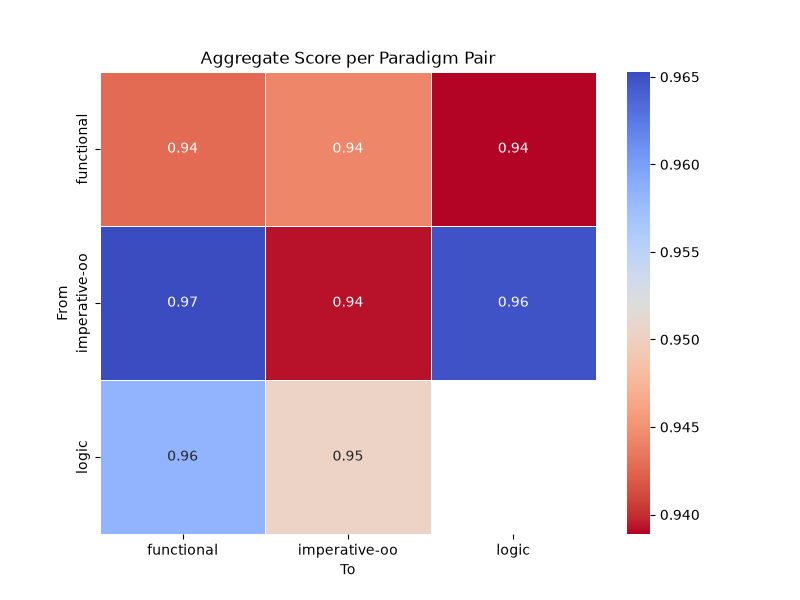 Aggregate Score per Paradigm Pair
functional
0.94 0.94 0.94
From
imperative-oo
0.97 0.94 0.96
logic
0.96 0.95
functional imperative-oo logic
To
0.965
0.960
0.955
0.950
0.945
0.940